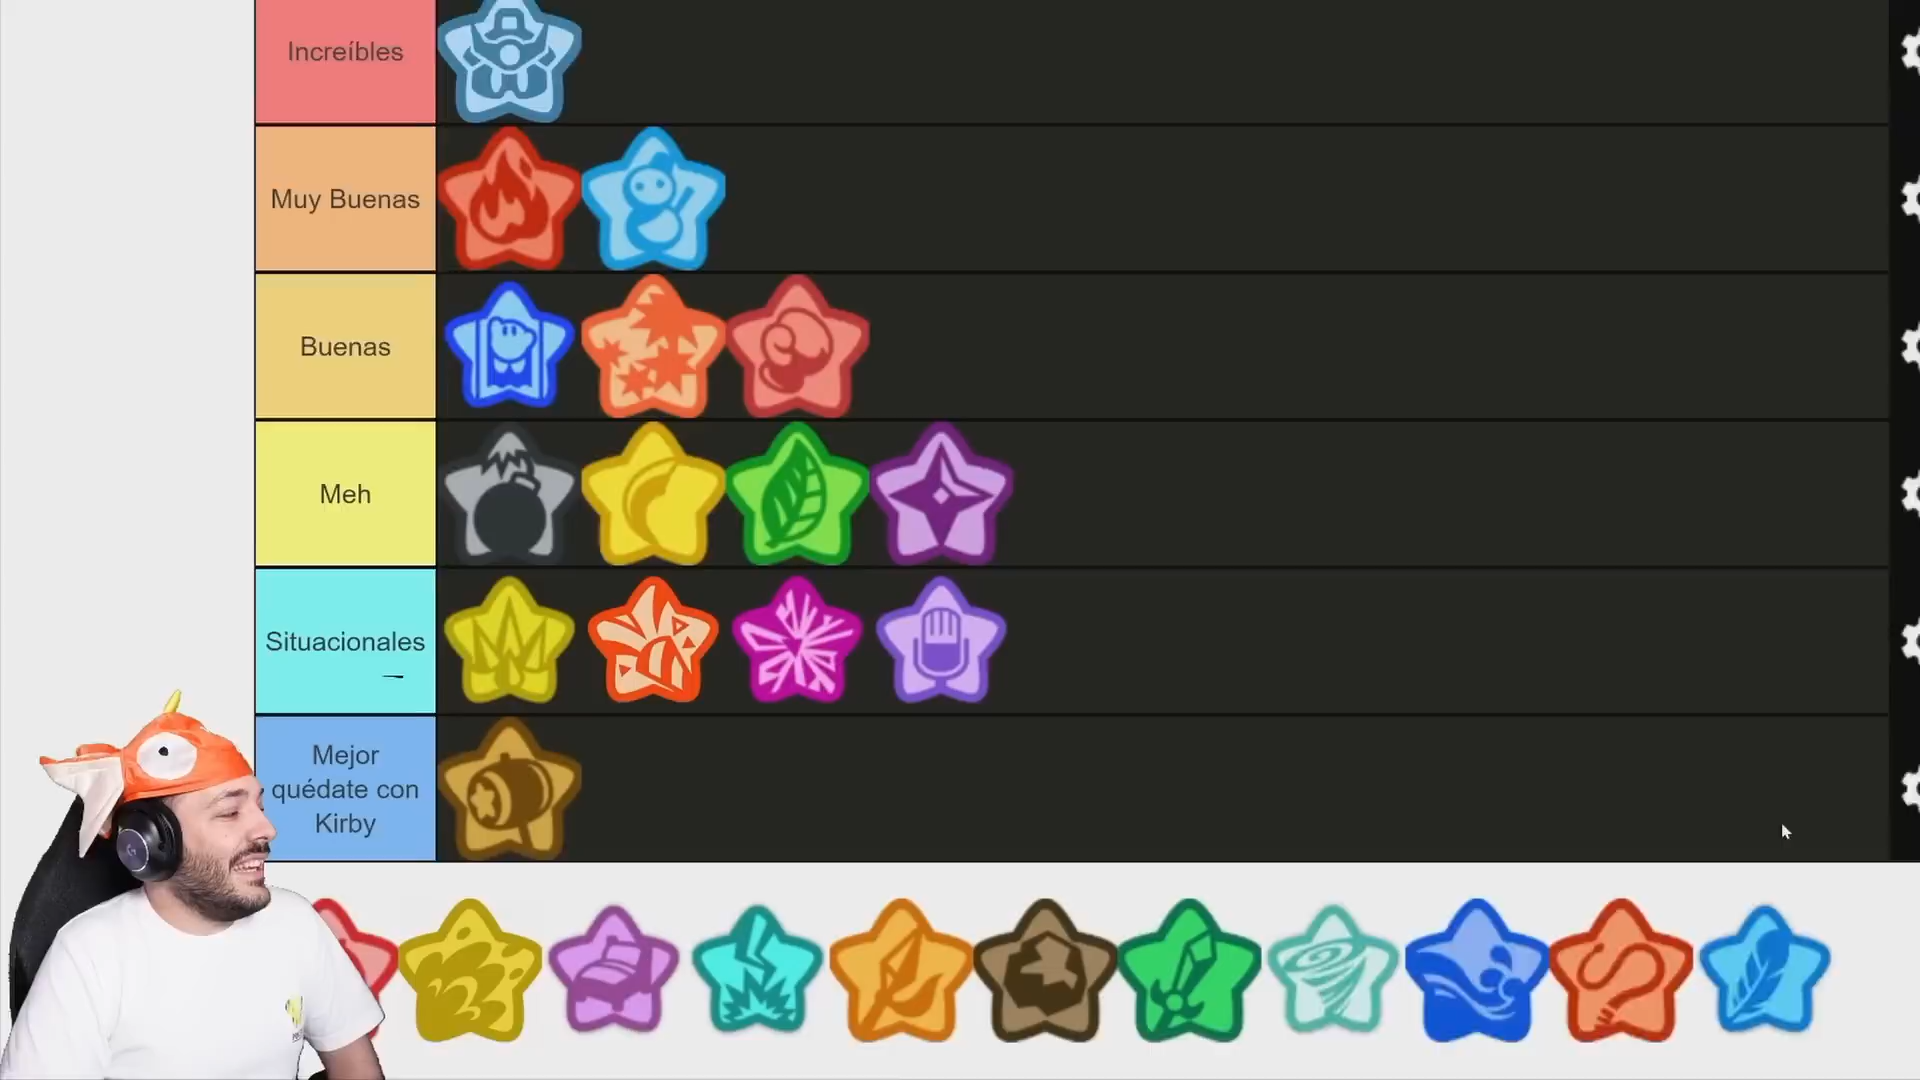 Increíbles
Muy Buenas
Buenas
Meh
Situacionales
Mejor
quédate con
Kirby